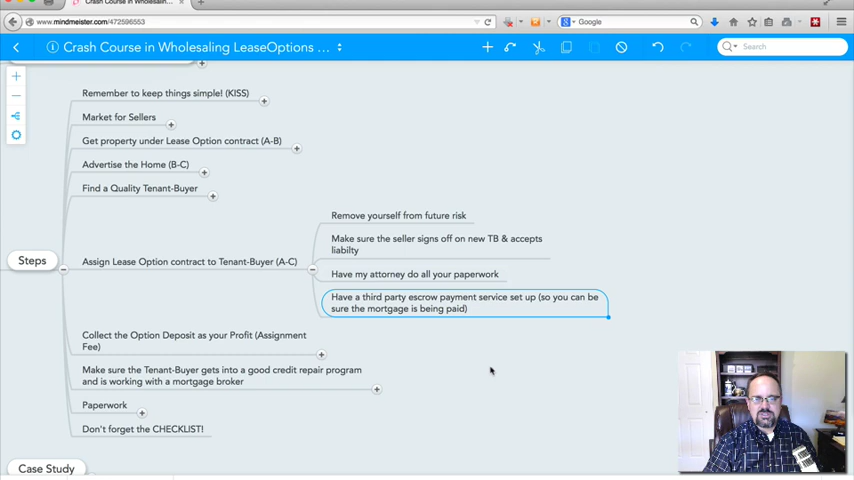 Crash Course in Wholesaling LeaseOptions ...
www.mindmeister.com/472596553
Google
Crash Course in Wholesaling LeaseOptions ...
Search
Remember to keep things simple! (KISS)
Market for Sellers
Get property under Lease Option contract (A-B)
Advertise the Home (B-C)
Find a Quality Tenant-Buyer
Remove yourself from future risk
Make sure the seller signs off on new TB & accepts
liabilty
Steps
Assign Lease Option contract to Tenant-Buyer (A-C)
Have my attorney do all your paperwork
Have a third party escrow payment service set up (so you can be
sure the mortgage is being paid)
Collect the Option Deposit as your Profit (Assignment
Fee)
Make sure the Tenant-Buyer gets into a good credit repair program
and is working with a mortgage broker
Paperwork
Don't forget the CHECKLIST!
Case Study